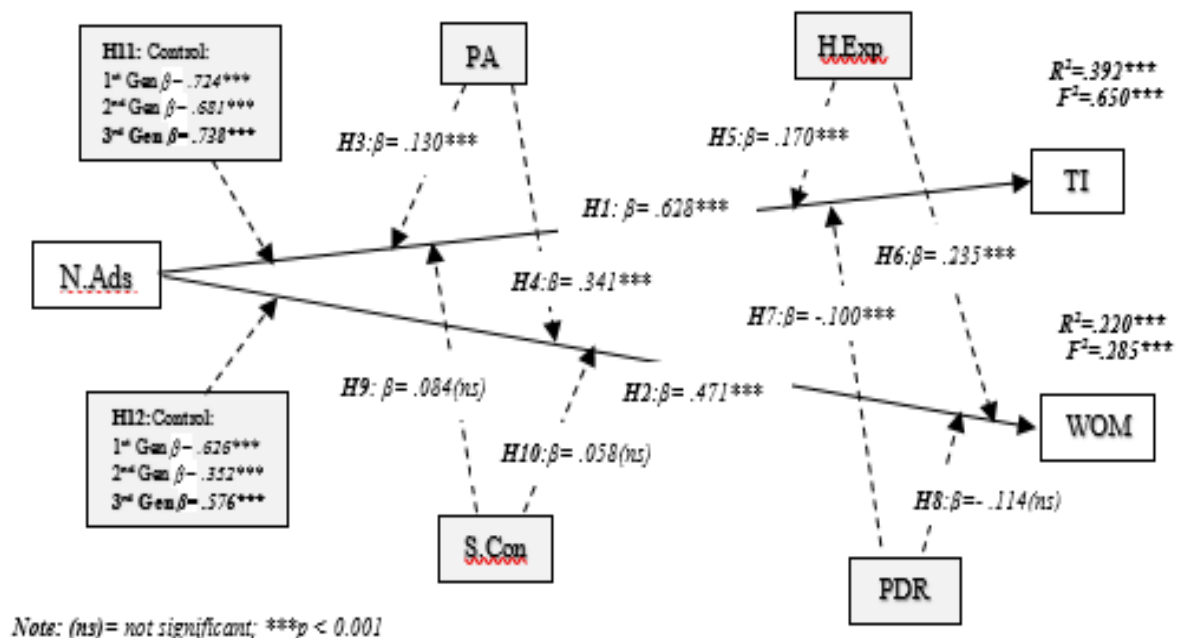 H11: Control:
1st Gen β= .724***
2nd Gen β= .681***
3rd Gen β= .738***
PA
H.Exp
R²=.392***
F²=.650***
H3:β= .130***
H5:β= .170***
TI
H1: β= .628***
N.Ads
H6:β= .235***
H4:β= .341***
H7:β= -.100***
R²=.220***
F²=.285***
H9: β= .084(ns)
H2:β= .471***
H12:Control:
1st Gen β= .626***
2nd Gen β= .352***
3rd Gen β= .576***
WOM
H10:β= .058(ns)
H8:β=- .114(ns)
S.Con
PDR
Note: (ns)= not significant; ***p < 0.001